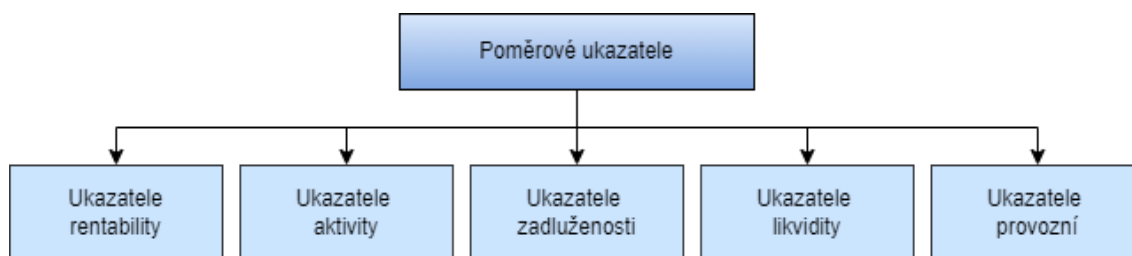 Poměrové ukazatele
Ukazatele
rentability
Ukazatele
aktivity
Ukazatele
zadluženosti
Ukazatele
likvidity
Ukazatele
provozní